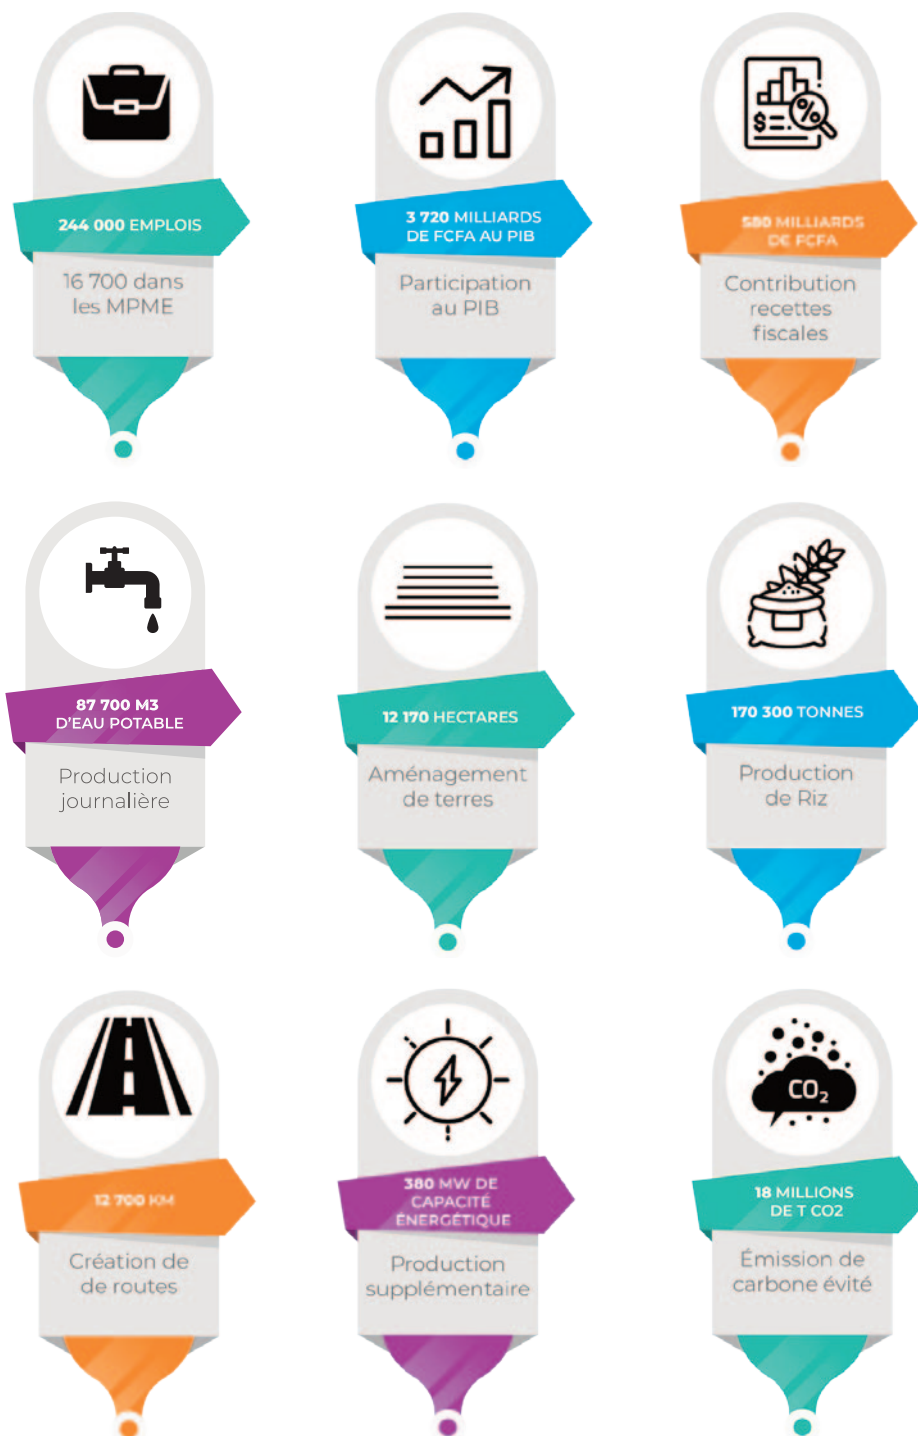 244 000 EMPLOIS
16 700 dans
les MPME
3 720 MILLIARDS
DE FCFA AU PIB
Participation
au PIB
$ %
580 MILLIARDS
DE FCFA
Contribution
recettes
fiscales
87 700 M3
D'EAU POTABLE
Production
journalière
12 170 HECTARES
Aménagement
de terres
170 300 TONNES
Production
de Riz
12 700 KM
Création de
de routes
380 MW DE
CAPACITÉ
ÉNERGÉTIQUE
Production
supplémentaire
CO2
18 MILLIONS
DE T CO2
Émission de
carbone évité